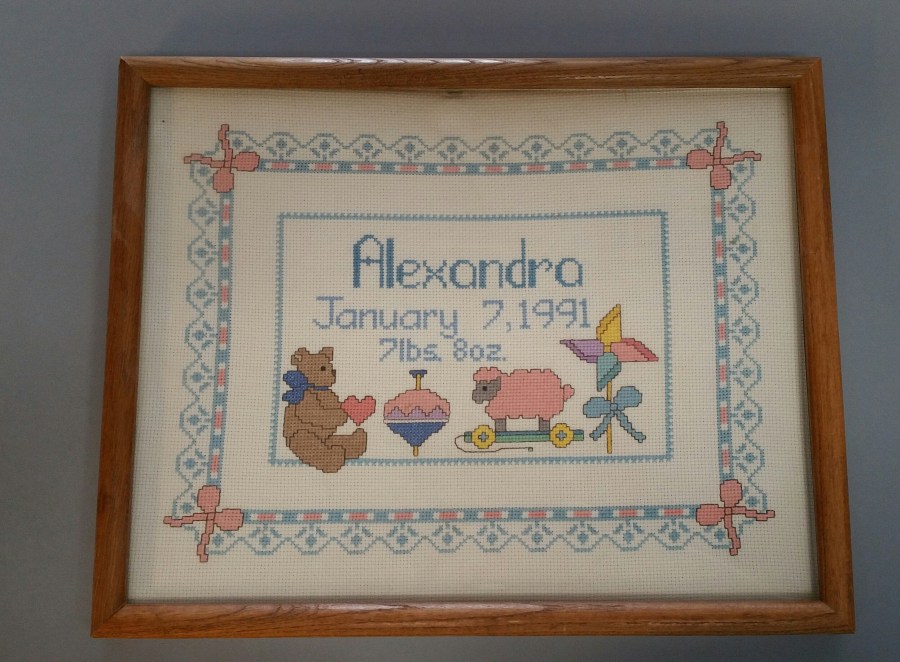 Alexandra
January 7, 1991
7lbs. 8oz.